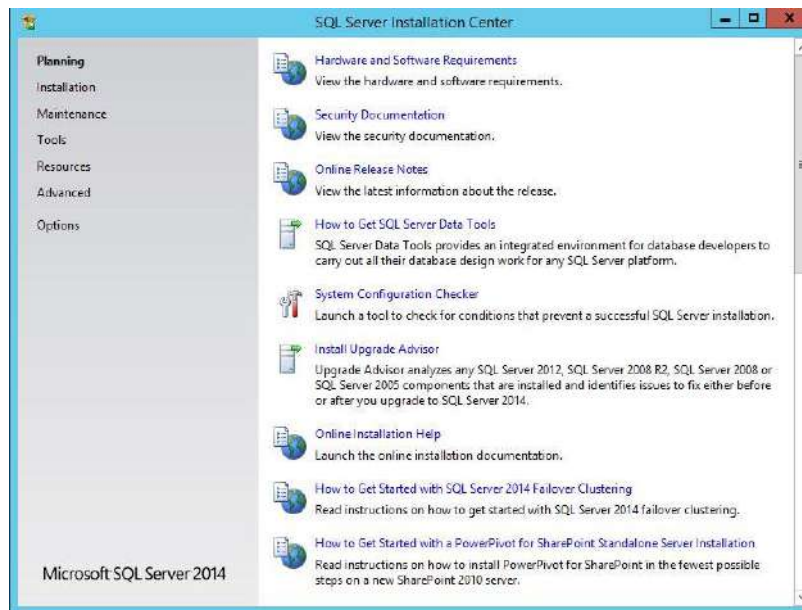 SQL Server Installation Center
Planning
Installation
Maintenance
Tools
Resources
Advanced
Options
Microsoft SQL Server 2014
Hardware and Software Requirements
View the hardware and software requirements.
Security Documentation
View the security documentation.
Online Release Notes
View the latest information about the release.
How to Get SQL Server Data Tools
SQL Server Data Tools provides an integrated environment for database developers to
carry out all their database design work for any SQL Server platform.
System Configuration Checker
Launch a tool to check for conditions that prevent a successful SQL Server installation.
Install Upgrade Advisor
Upgrade Advisor analyzes any SQL Server 2012, SQL Server 2008 R2, SQL Server 2008 or
SQL Server 2005 components that are installed and identifies issues to fix either before
or after you upgrade to SQL Server 2014.
Online Installation Help
Launch the online installation documentation.
How to Get Started with SQL Server 2014 Failover Clustering
Read instructions on how to get started with SQL Server 2014 failover clustering.
How to Get Started with a PowerPivot for SharePoint Standalone Server Installation
Read instructions on how to install PowerPivot for SharePoint in the fewest possible
steps on a new SharePoint 2010 server.